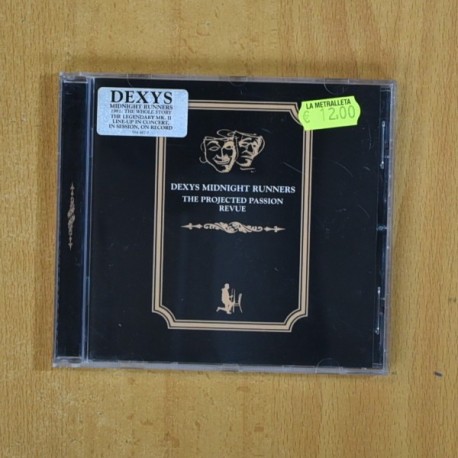 DEXYS
MIDNIGHT RUNNERS
1981: THE WHOLE STORY
THE LEGENDARY MK. II
LINE-UP IN CONCERT,
IN SESSION, ON RECORD
LA METRALLETA
€ 12,00
DEXYS MIDNIGHT RUNNERS
THE PROJECTED PASSION
REVUE